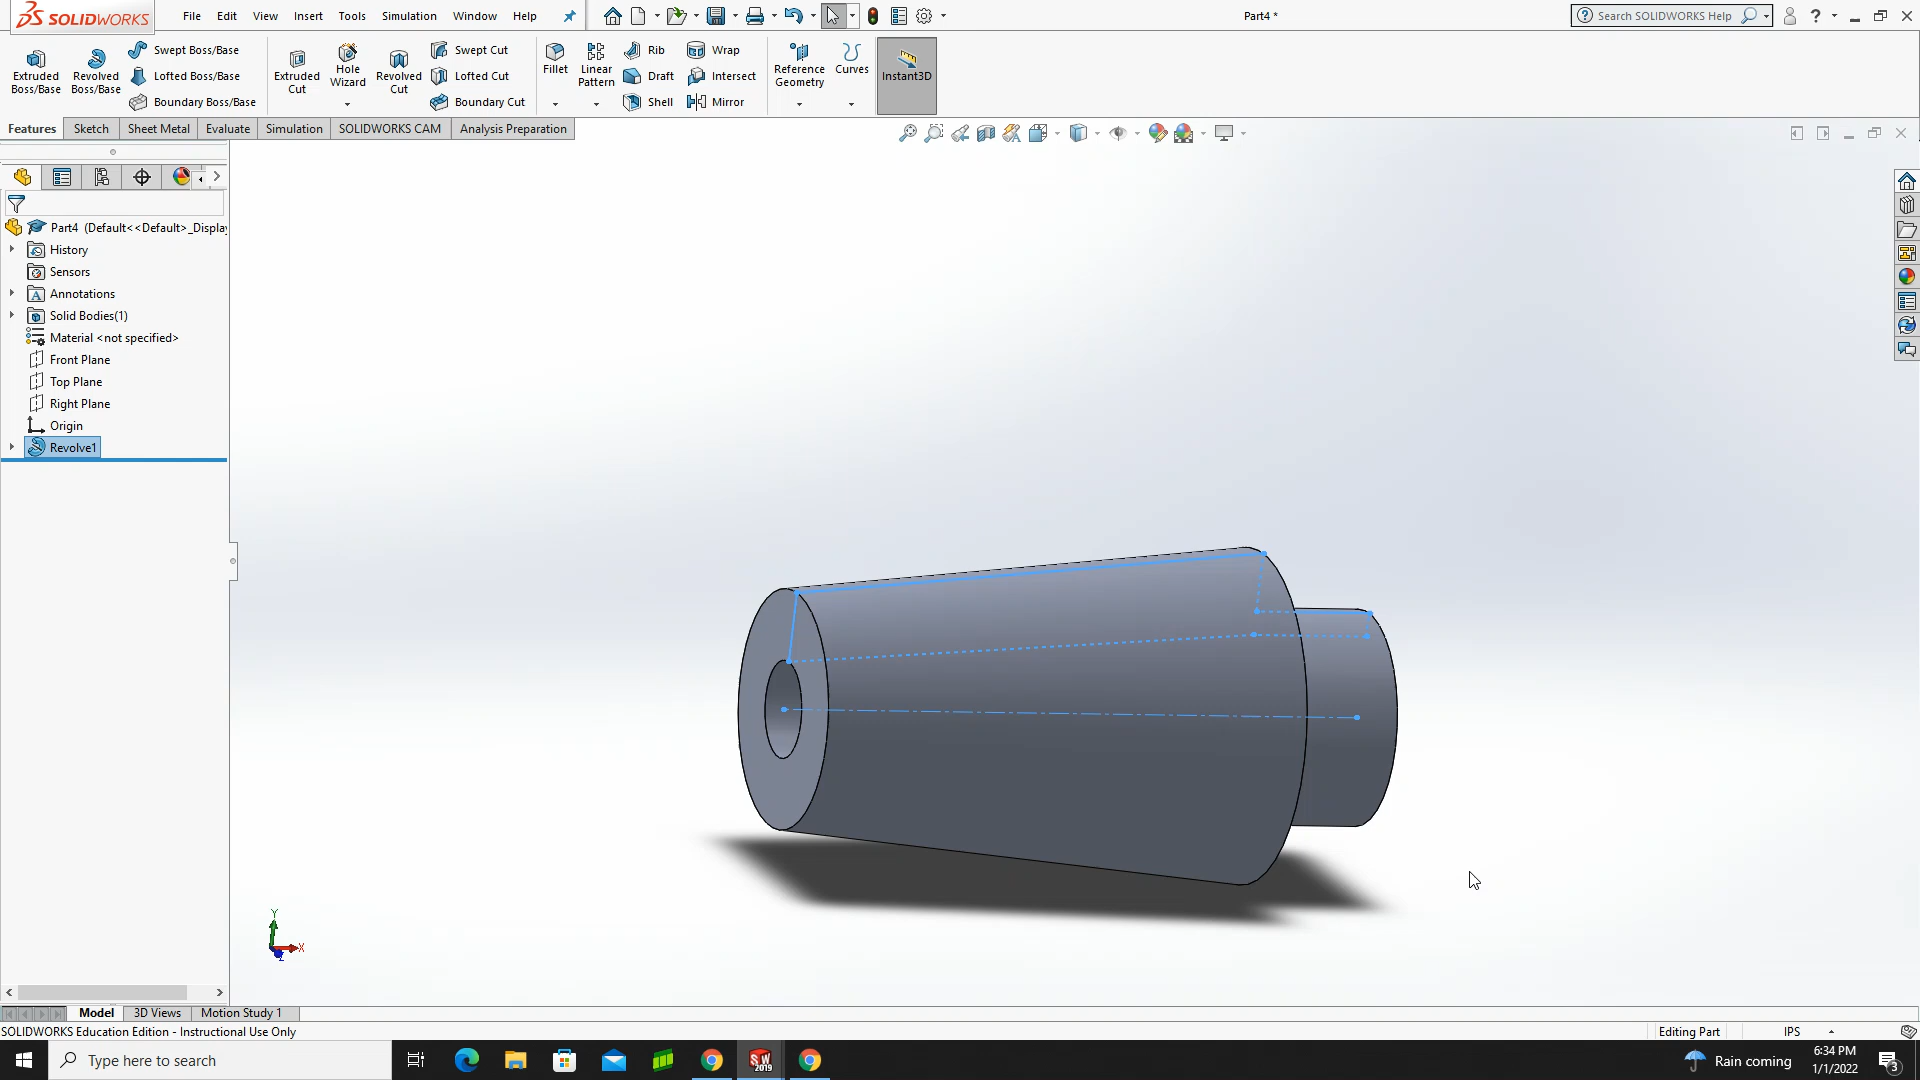 SOLIDWORKS File Edit View Insert Tools Simulation Window Help Part4 * Search SOLIDWORKS Help ?
Extruded Boss/Base
Revolved Boss/Base
Swept Boss/Base
Lofted Boss/Base
Boundary Boss/Base
Extruded Cut
Hole Wizard
Revolved Cut
Swept Cut
Lofted Cut
Boundary Cut
Fillet
Linear Pattern
Rib
Draft
Shell
Wrap
Intersect
Mirror
Reference Geometry
Curves
Instant3D
Features Sketch Sheet Metal Evaluate Simulation SOLIDWORKS CAM Analysis Preparation
Part4 (Default<<Default>_Display
History
Sensors
Annotations
Solid Bodies(1)
Material <not specified>
Front Plane
Top Plane
Right Plane
Origin
Revolve1
Y
X
Z
Model 3D Views Motion Study 1
SOLIDWORKS Education Edition - Instructional Use Only Editing Part IPS
Type here to search SW 2019 Rain coming 6:34 PM
1/1/2022 3